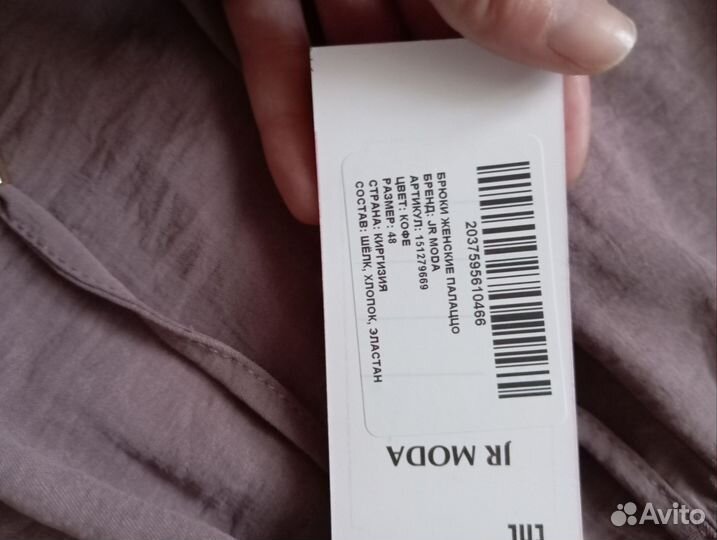 2037595610466
БРЮКИ ЖЕНСКИЕ ПАЛАЦЦО
БРЕНД: JR MODA
АРТИКУЛ: 151279669
ЦВЕТ: КОФЕ
РАЗМЕР: 48
СТРАНА: КИРГИЗИЯ
СОСТАВ: ШЁЛК, ХЛОПОК, ЭЛАСТАН
JR MODA
EAC
Avito